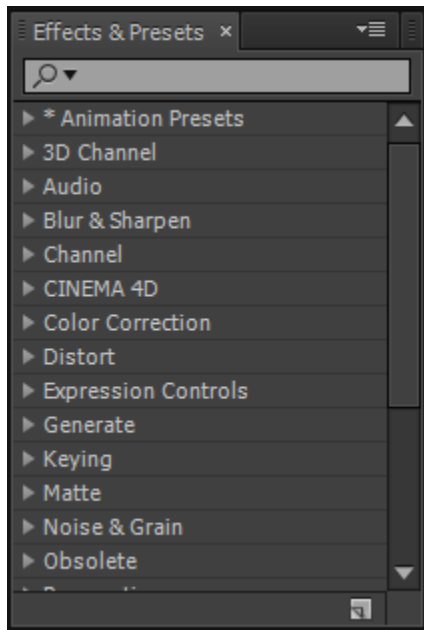 Effects & Presets
* Animation Presets
3D Channel
Audio
Blur & Sharpen
Channel
CINEMA 4D
Color Correction
Distort
Expression Controls
Generate
Keying
Matte
Noise & Grain
Obsolete